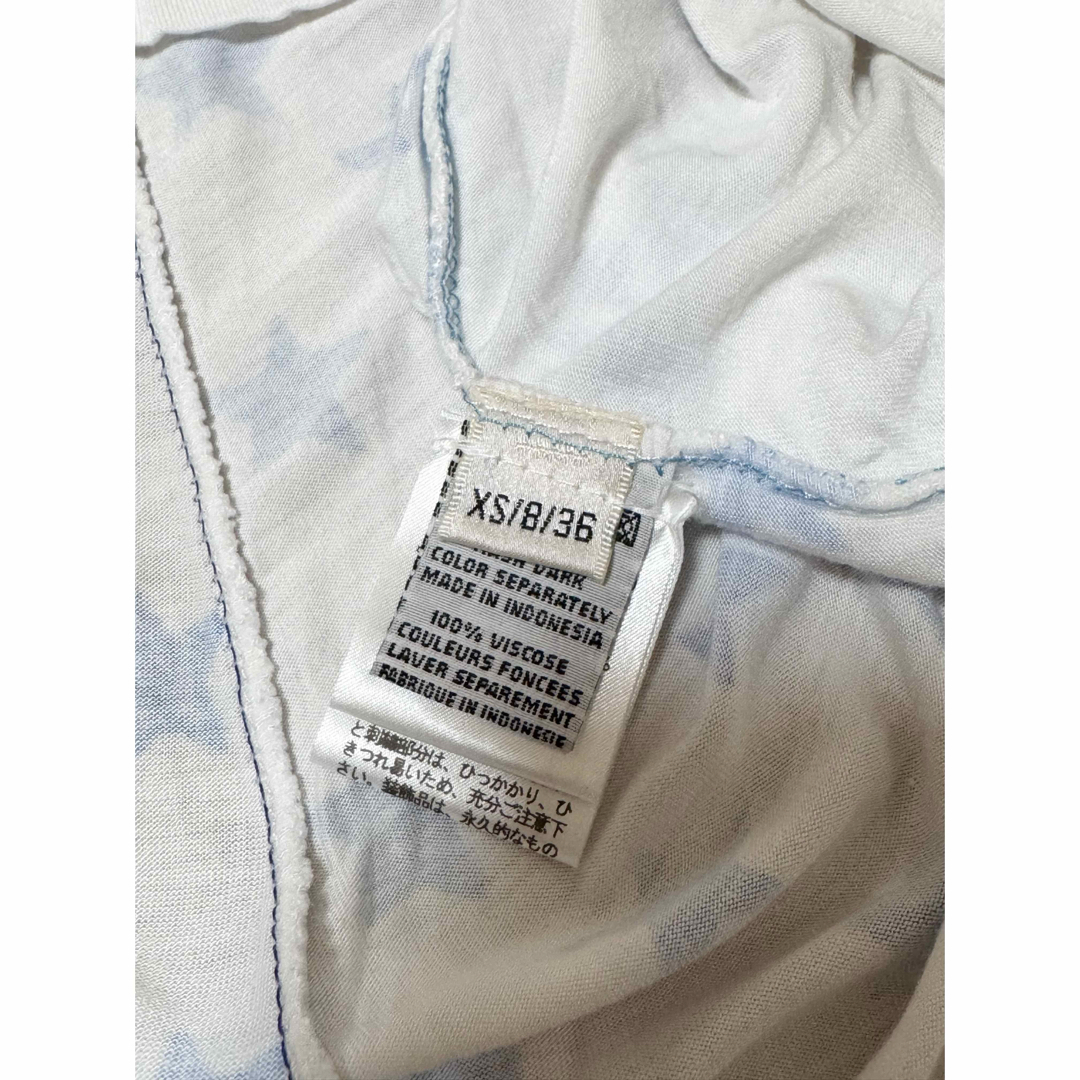 XS/8/36
DARK
COLOR SEPARATELY
MADE IN INDONESIA
100% VISCOSE
COULEURS FONCEES
LAVER SEPAREMENT
FABRIQUE IN INDONESIE
と刺繍部分は、ひっかかり、ひ
きつれ易いため、充分ご注意下
さい。装飾品は、永久的なもの